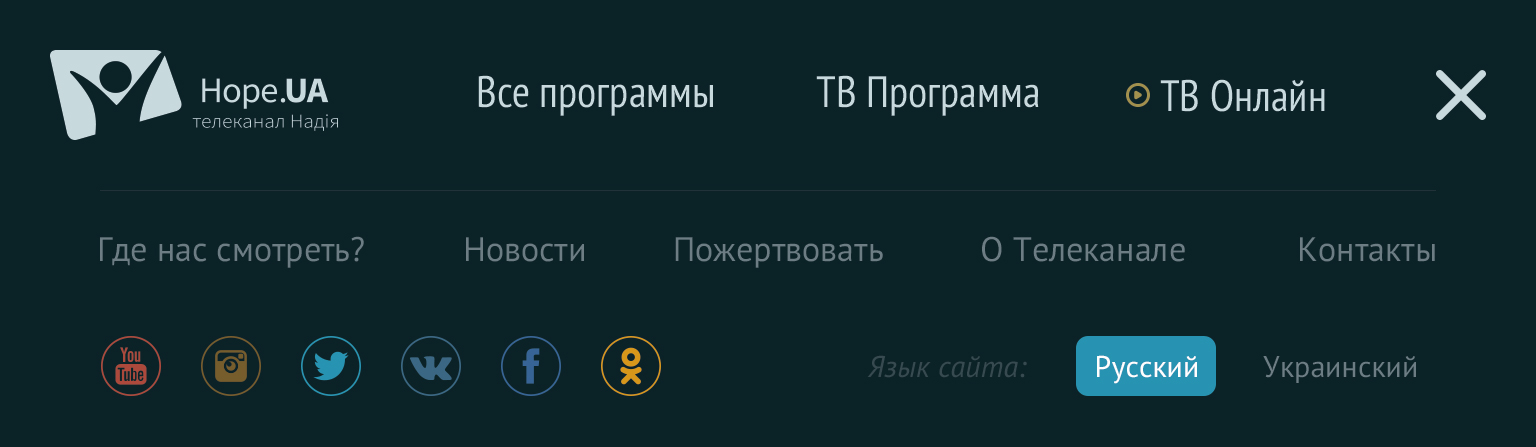 Hope.UA
телеканал Надія
Все программы
ТВ Программа
ТВ Онлайн
Где нас смотреть?
Новости
Пожертвовать
О Телеканале
Контакты
You
Tube
Язык сайта:
Русский
Украинский